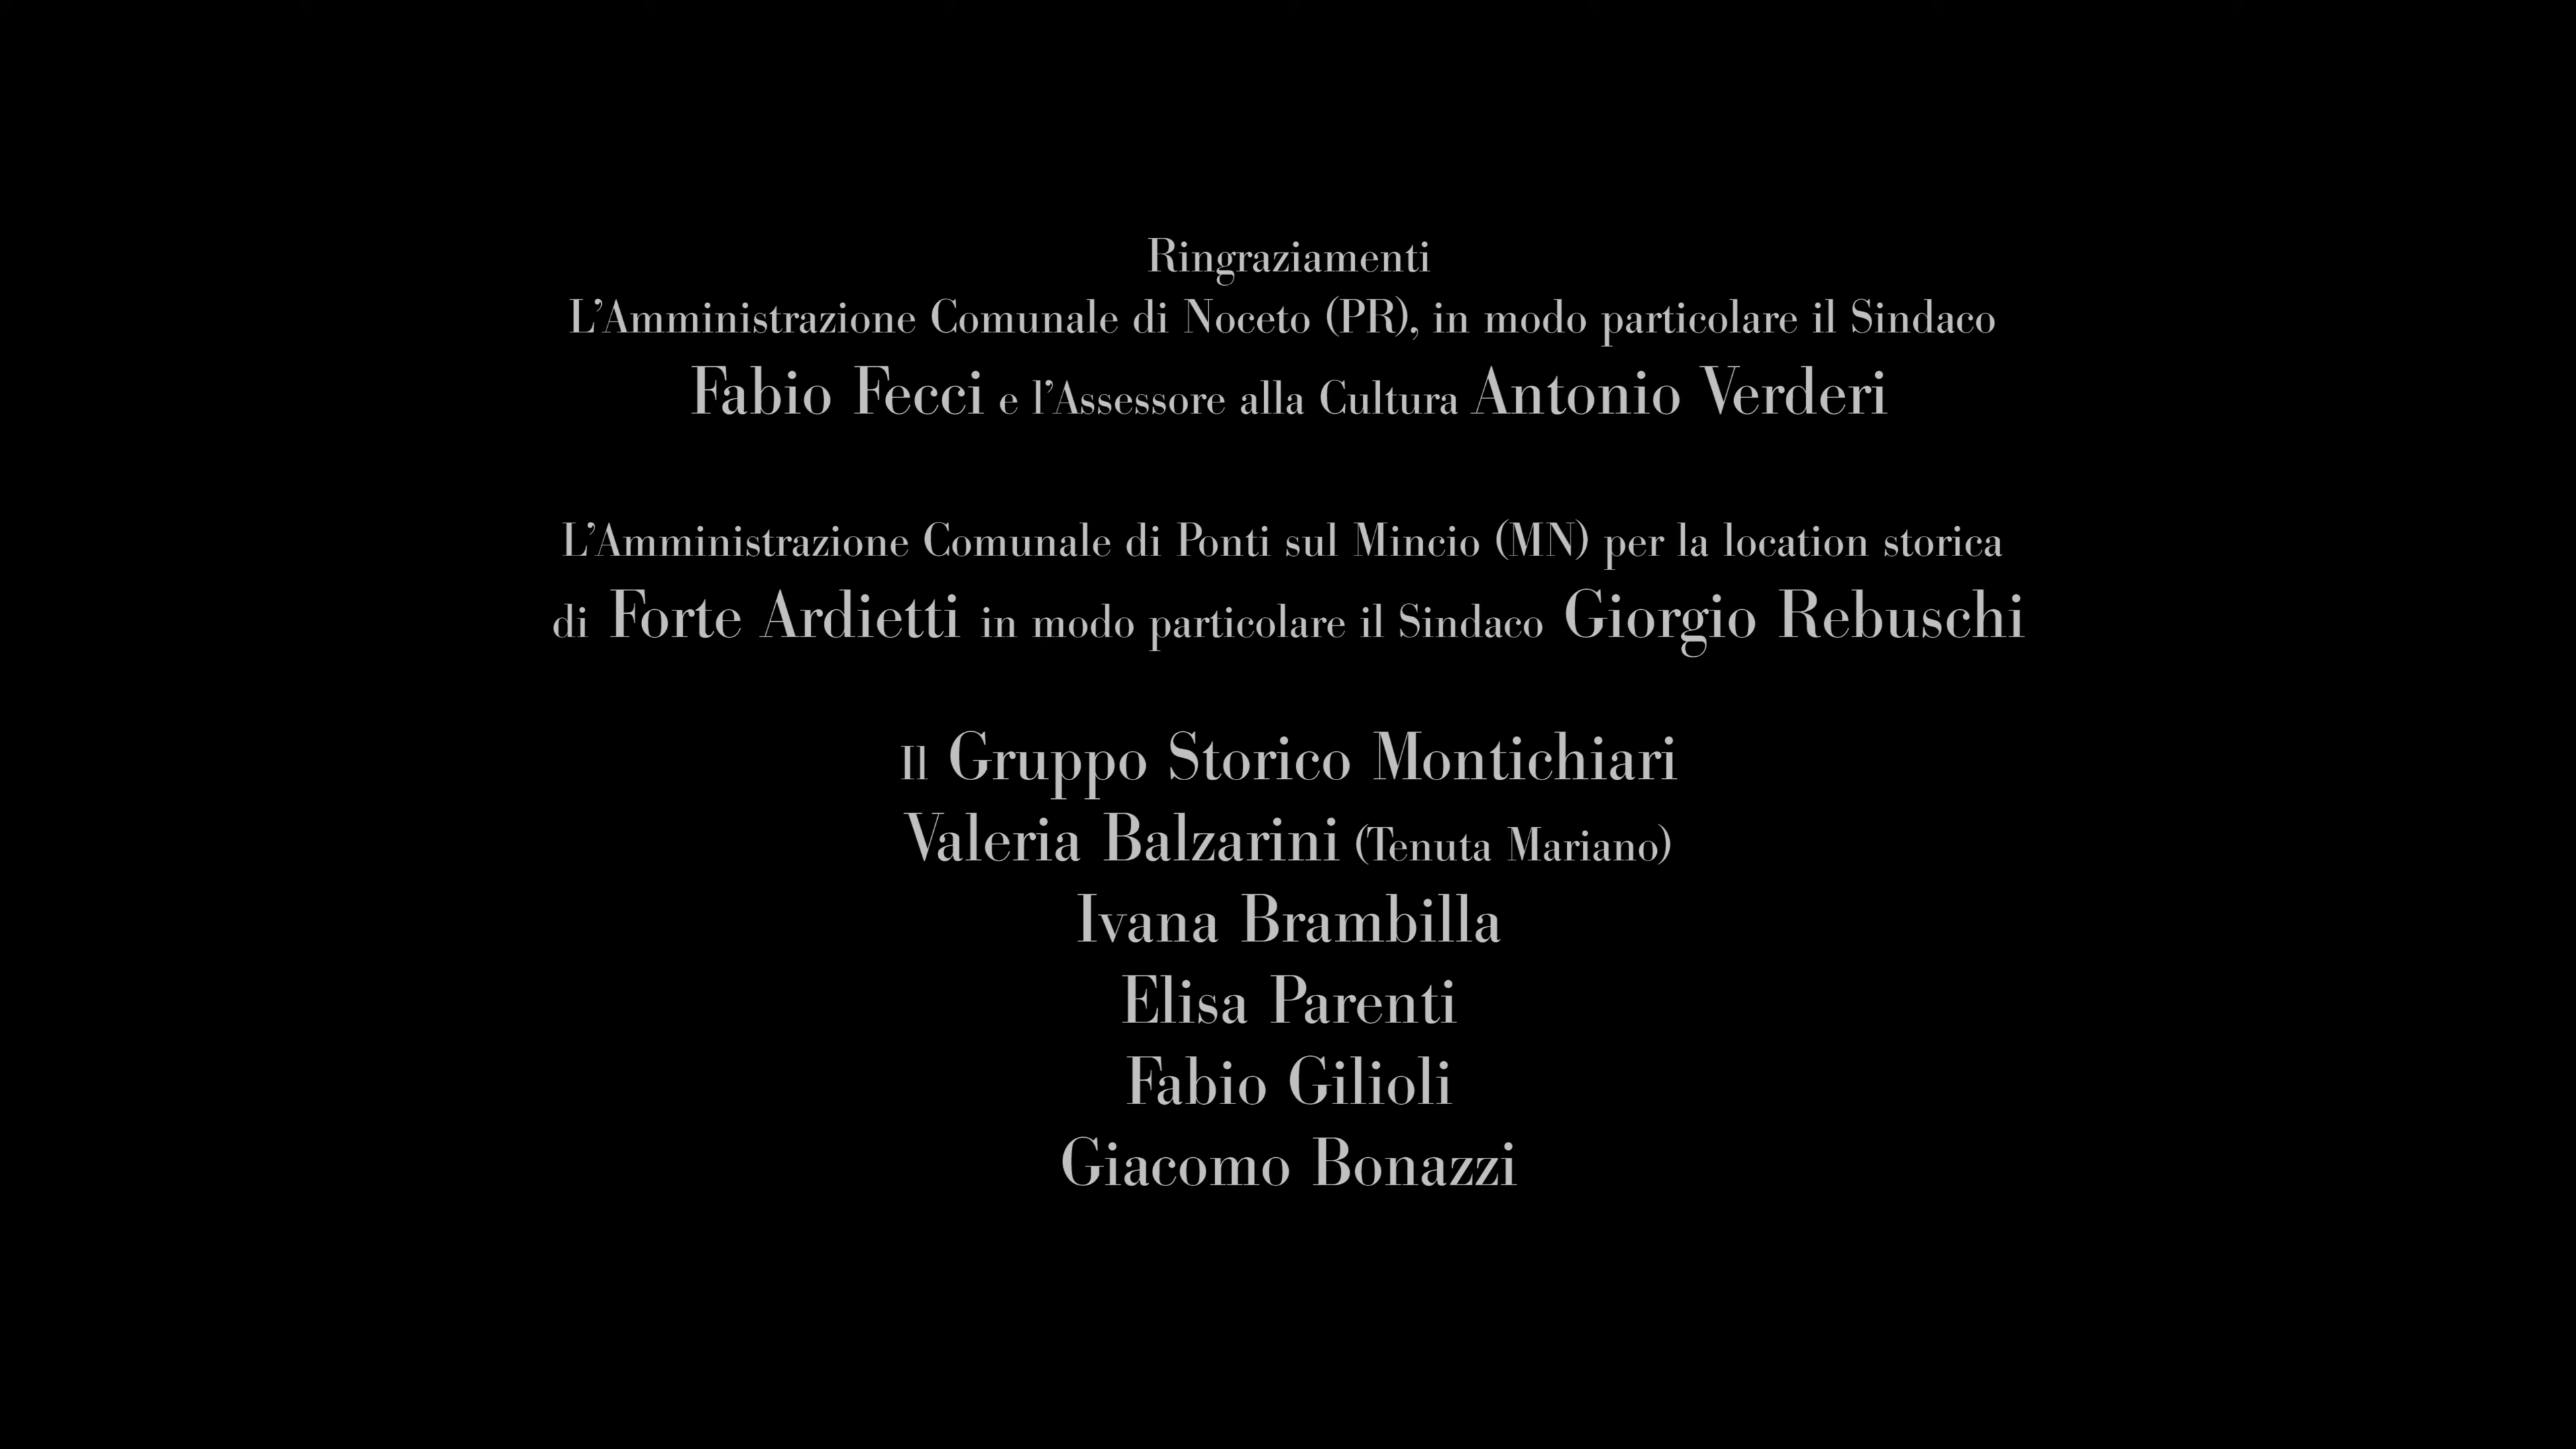 Ringraziamenti
L’Amministrazione Comunale di Noceto (PR), in modo particolare il Sindaco
Fabio Fecci e l’Assessore alla Cultura Antonio Verderi
L’Amministrazione Comunale di Ponti sul Mincio (MN) per la location storica
di Forte Ardietti in modo particolare il Sindaco Giorgio Rebuschi
Il Gruppo Storico Montichiari
Valeria Balzarini (Tenuta Mariano)
Ivana Brambilla
Elisa Parenti
Fabio Gilioli
Giacomo Bonazzi